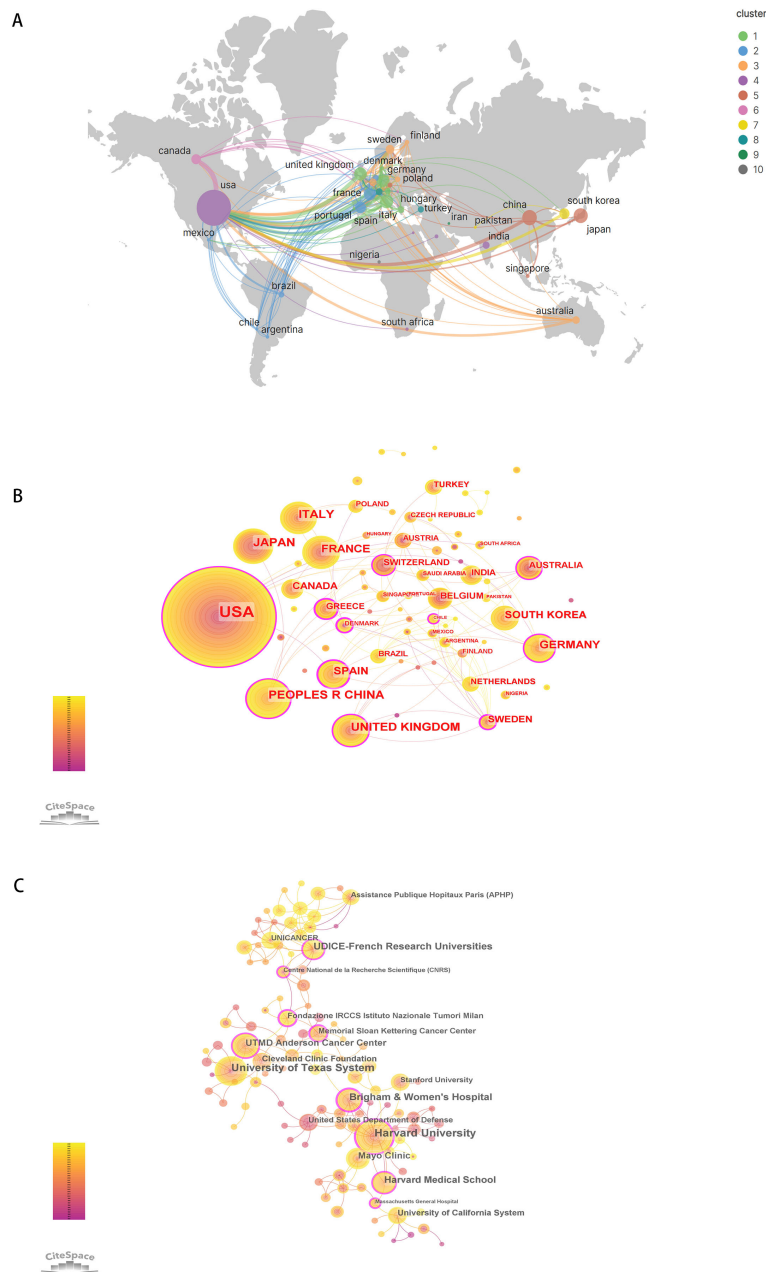 A
cluster
1
2
3
4
5
6
7
8
9
10
finland
sweden
canada
denmark
united kingdom
germany
poland
usa
france
hungary
china
south korea
portugal
turkey
spain
italy
iran
pakistan
mexico
india
japan
nigeria
singapore
brazil
australia
chile
south africa
argentina
B
TURKEY
ITALY
POLAND
CZECH REPUBLIC
HUNGARY
AUSTRIA
JAPAN
FRANCE
SOUTH AFRICA
SWITZERLAND
AUSTRALIA
SAUDI ARABIA
INDIA
CANADA
SINGAP
PORTUGAL
BELGIUM
PAKISTAN
GREECE
USA
CHILE
SOUTH KOREA
DENMARK
MEXICO
ARGENTINA
GERMANY
BRAZIL
FINLAND
SPAIN
NETHERLANDS
PEOPLES R CHINA
NIGERIA
UNITED KINGDOM
SWEDEN
CiteSpace
C
Assistance Publique Hopitaux Paris (APHP)
UNICANCER
UDICE-French Research Universities
Centre National de la Recherche Scientifique (CNRS)
Fondazione IRCCS Istituto Nazionale Tumori Milan
Memorial Sloan Kettering Cancer Center
UTMD Anderson Cancer Center
Cleveland Clinic Foundation
University of Texas System
Stanford University
Brigham & Women's Hospital
United States Department of Defense
Harvard University
Mayo Clinic
Harvard Medical School
Massachusetts General Hospital
University of California System
CiteSpace